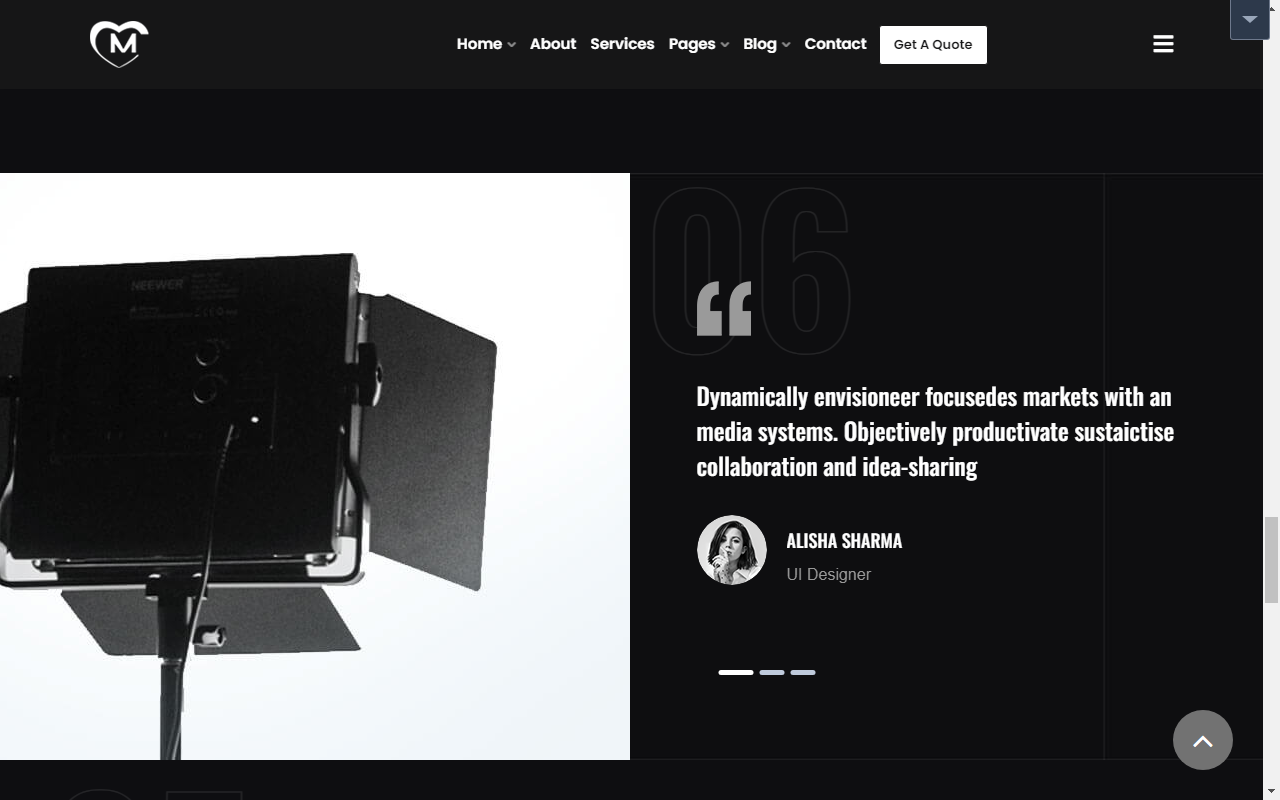 M
Home
About
Services
Pages
Blog
Contact
Get A Quote
NEEWER
06
Dynamically envisioneer focusedes markets with an
media systems. Objectively productivate sustaictise
collaboration and idea-sharing
ALISHA SHARMA
UI Designer